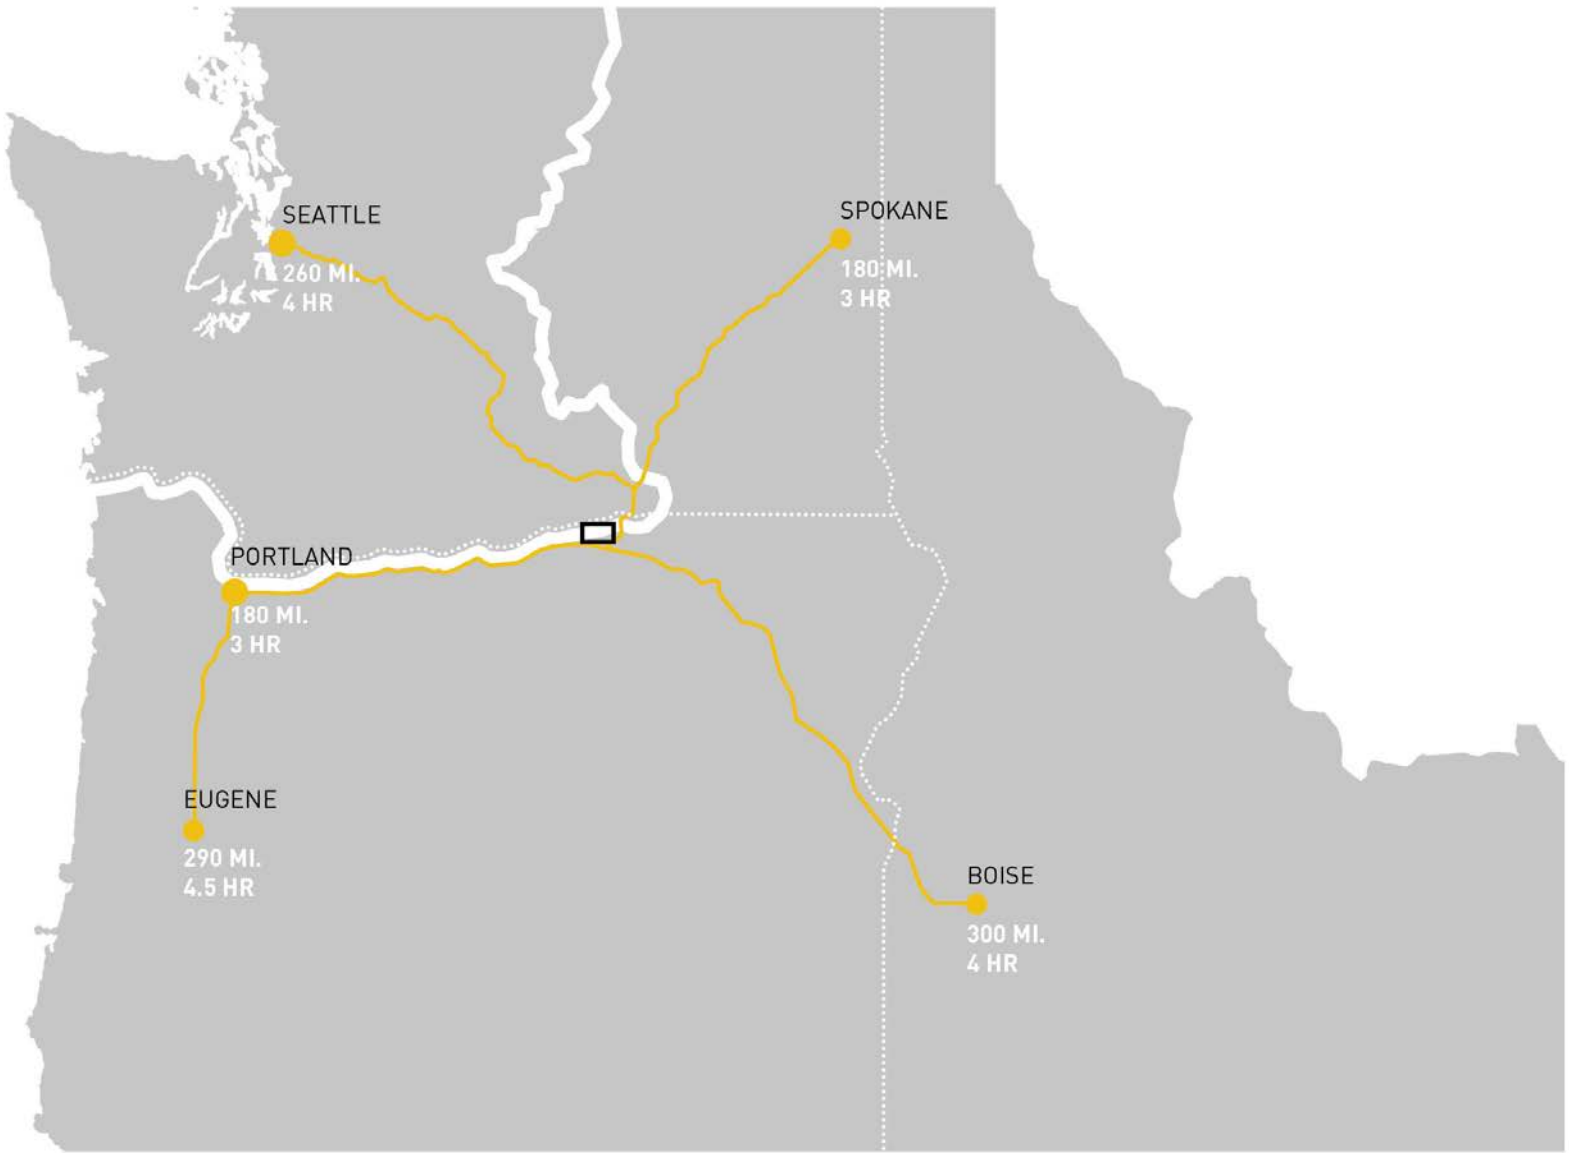 SEATTLE
260 MI.
4 HR
SPOKANE
180 MI.
3 HR
PORTLAND
180 MI.
3 HR
EUGENE
290 MI.
4.5 HR
BOISE
300 MI.
4 HR